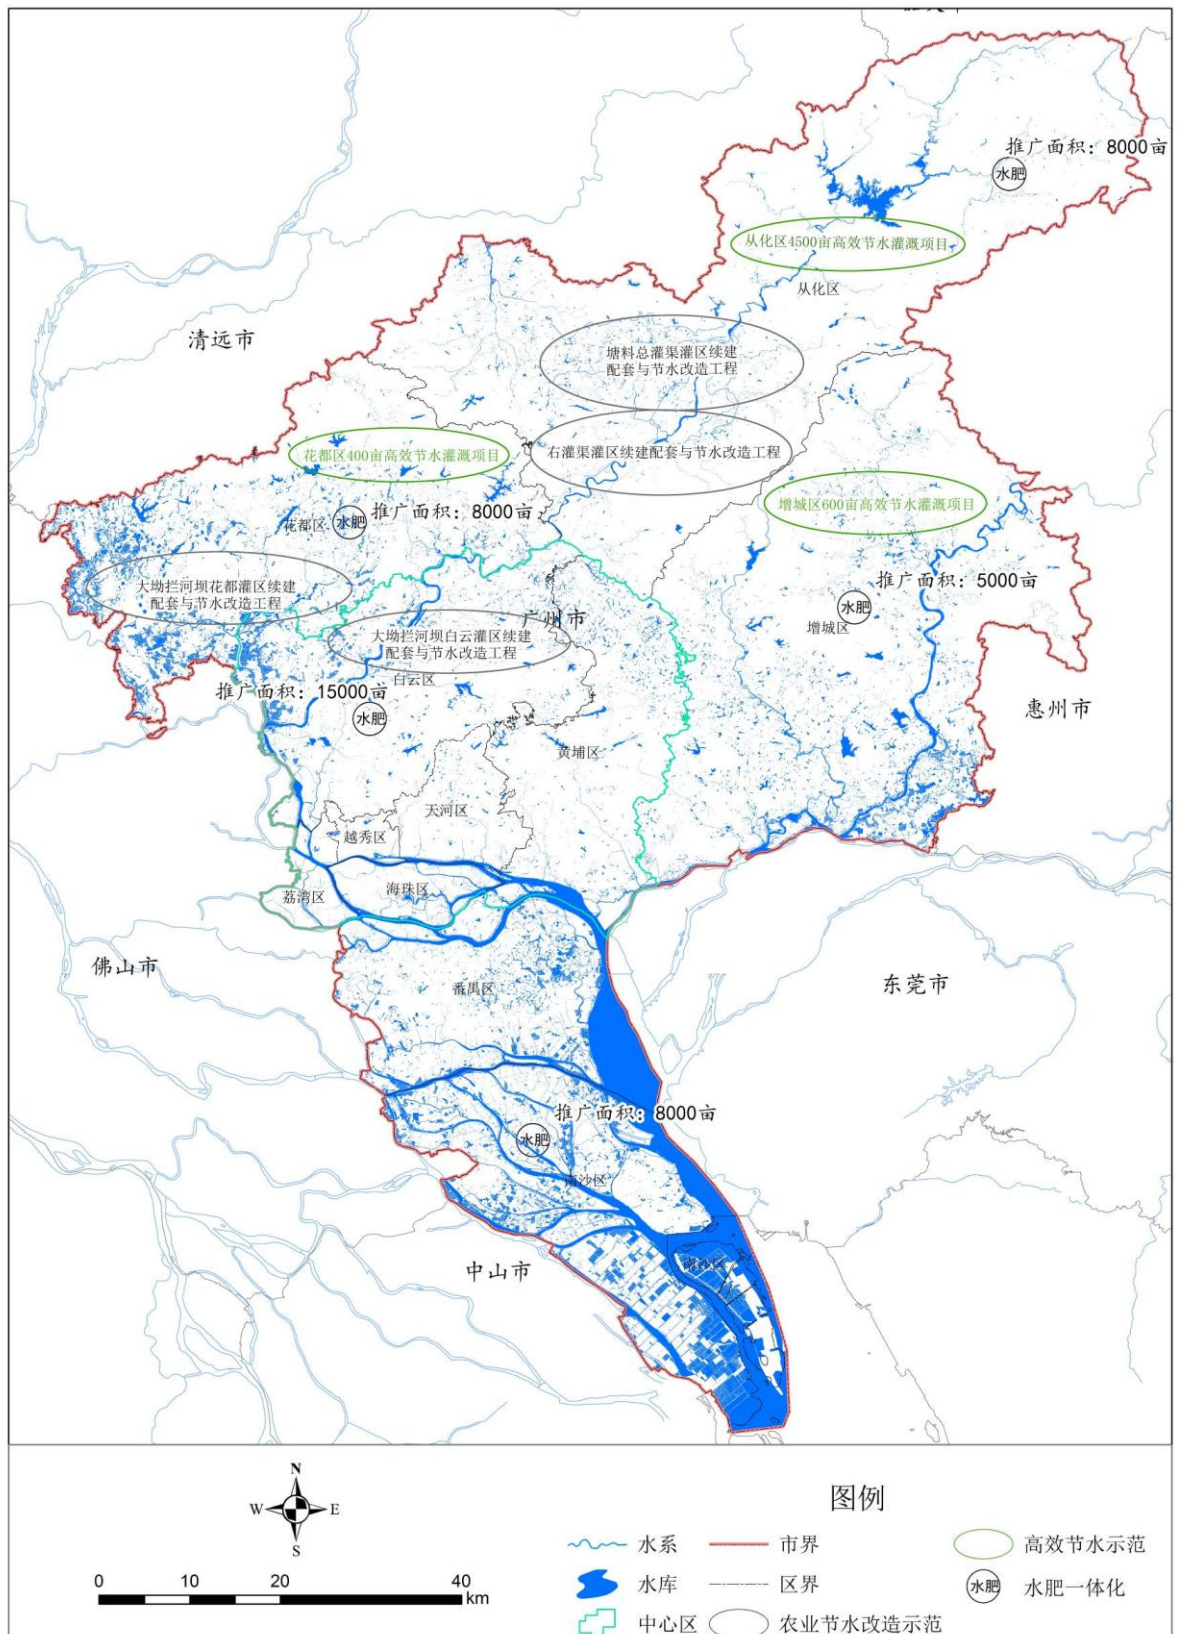 推广面积：8000亩
水肥
从化区4500亩高效节水灌溉项目
从化区
清远市
塘料总灌渠灌区续建
配套与节水改造工程
花都区400亩高效节水灌溉项目
右灌渠灌区续建配套与节水改造工程
增城区600亩高效节水灌溉项目
推广面积：8000亩
花都区
水肥
大坳拦河坝花都灌区续建
配套与节水改造工程
推广面积：5000亩
水肥
增城区
广州市
大坳拦河坝白云灌区续建
配套与节水改造工程
白云区
推广面积：15000亩
水肥
惠州市
黄埔区
天河区
越秀区
海珠区
荔湾区
佛山市
番禺区
东莞市
推广面积：8000亩
水肥
南沙区
南沙区
中山市
N
W
E
S
0
10
20
40
km
图例
水系
市界
高效节水示范
水库
区界
水肥
水肥一体化
中心区
农业节水改造示范